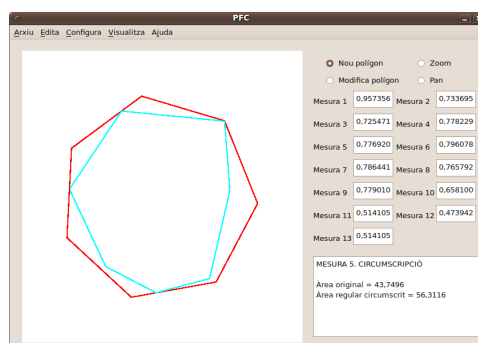 PFC
Arxiu Edita Configura Visualitza Ajuda
Nou polígon Zoom
Modifica polígon Pan
Mesura 1 0,957356 Mesura 2 0,733695
Mesura 3 0,725471 Mesura 4 0,778229
Mesura 5 0,776920 Mesura 6 0,796078
Mesura 7 0,786441 Mesura 8 0,765792
Mesura 9 0,779010 Mesura 10 0,658100
Mesura 11 0,514105 Mesura 12 0,473942
Mesura 13 0,514105
MESURA 5. CIRCUMSCRIPCIÓ
Àrea original = 43,7496
Àrea regular circumscrit = 56,3116